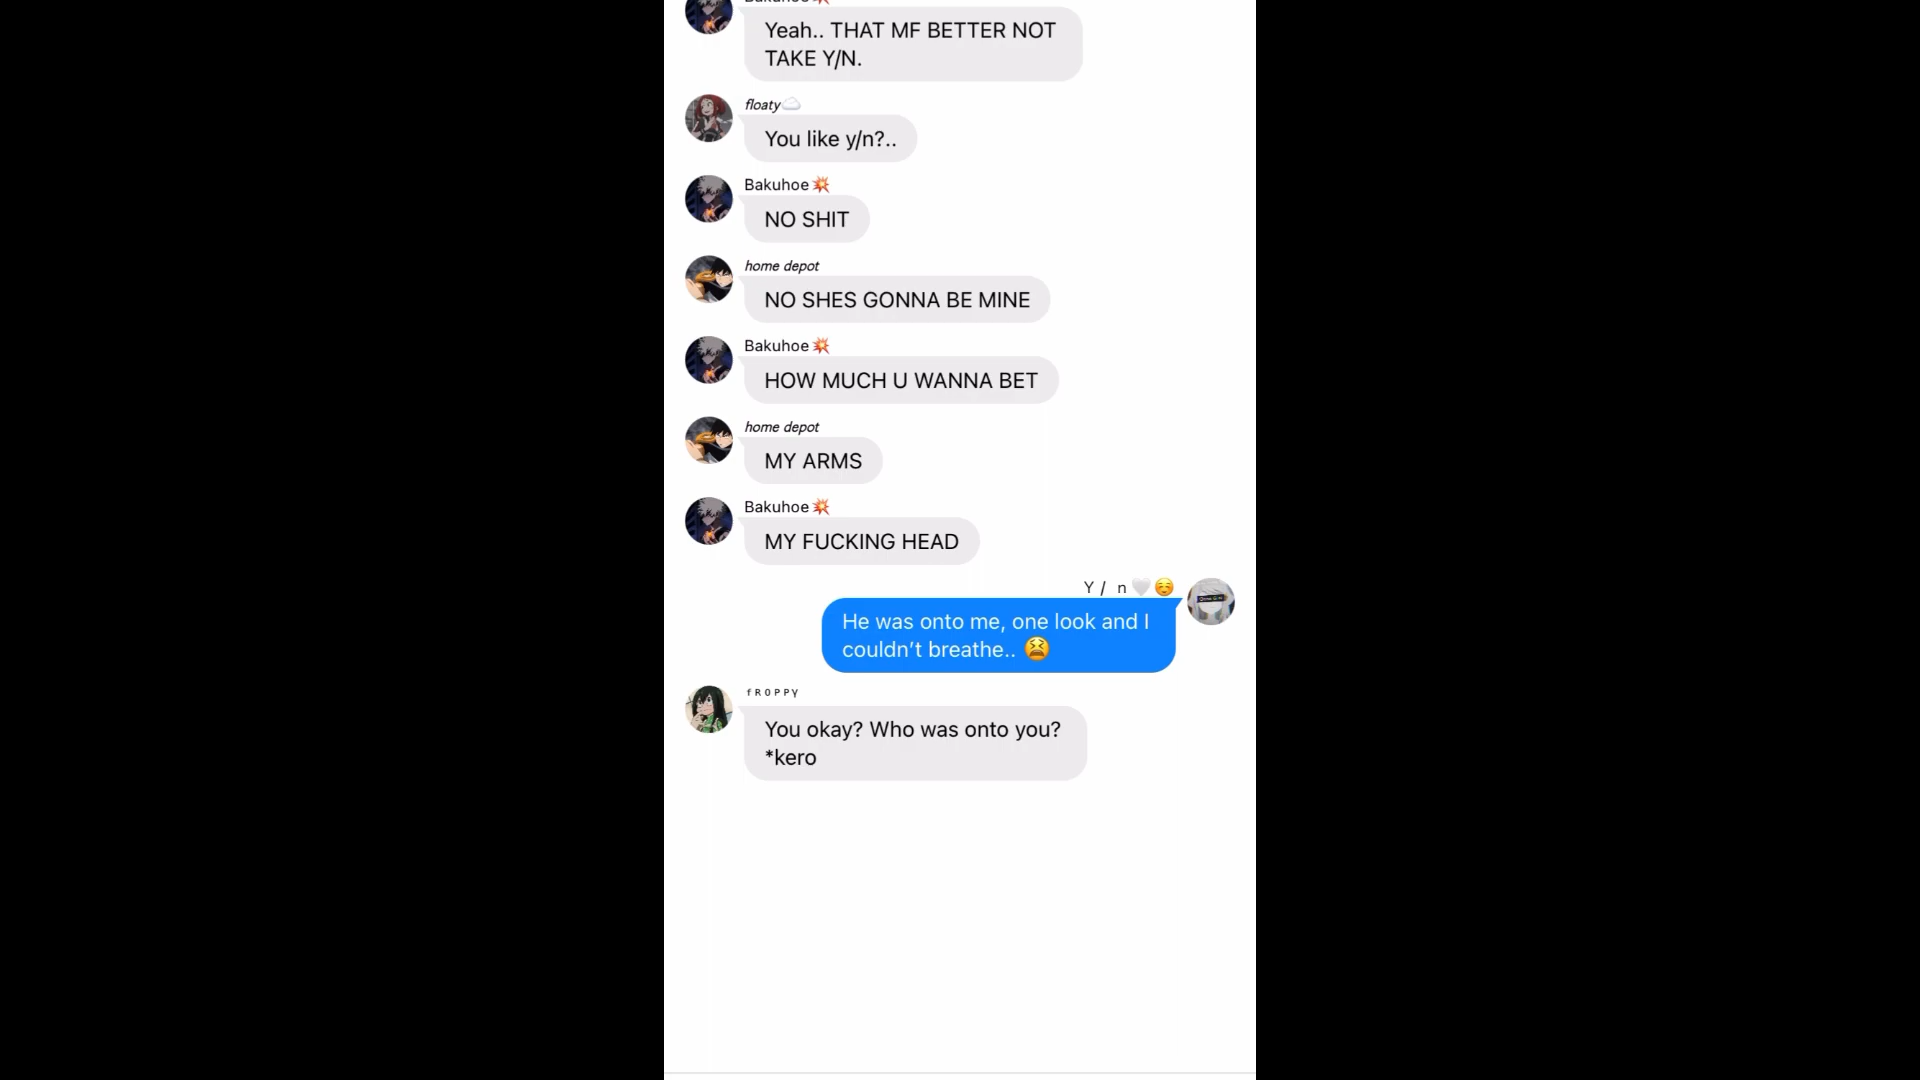 Bakuhoe💥
Yeah.. THAT MF BETTER NOT
TAKE Y/N.
floaty☁️
You like y/n?..
Bakuhoe💥
NO SHIT
home depot
NO SHES GONNA BE MINE
Bakuhoe💥
HOW MUCH U WANNA BET
home depot
MY ARMS
Bakuhoe💥
MY FUCKING HEAD
Y / n🤍☺️
He was onto me, one look and I
couldn’t breathe.. 😫
fROPPY
You okay? Who was onto you?
*kero